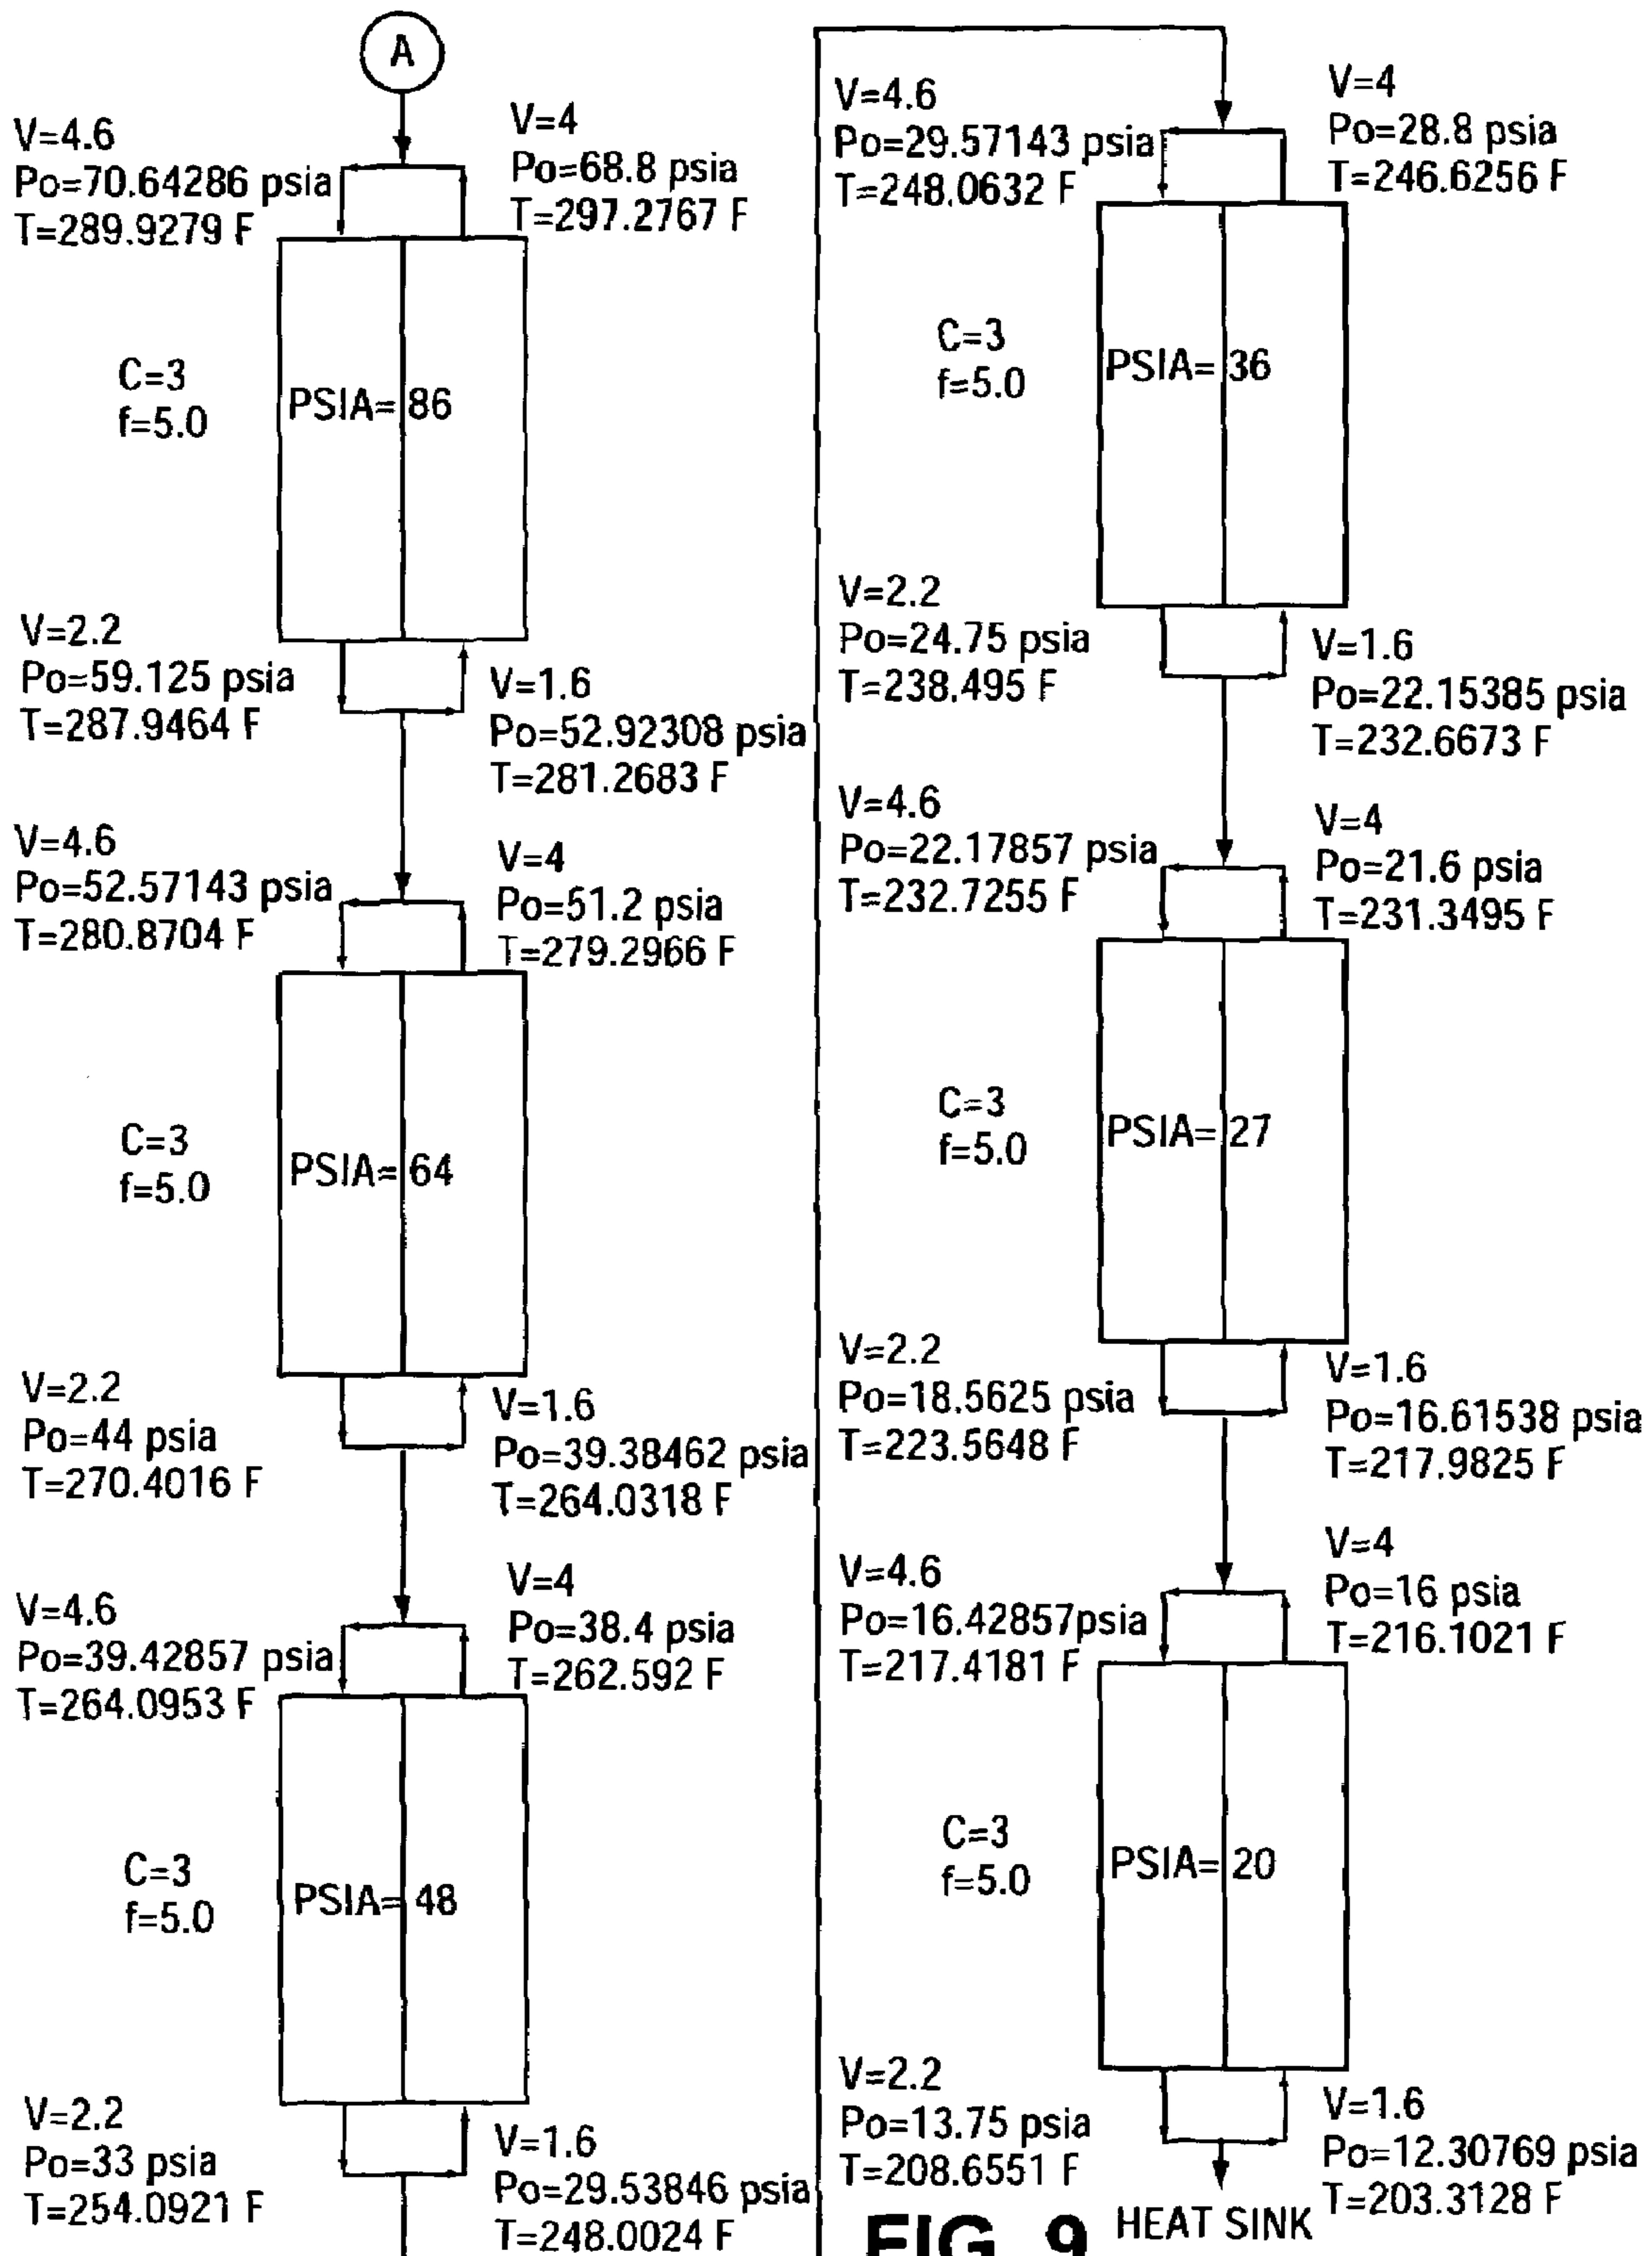 A
V=4.6
Po=70.64286 psia
T=289.9279 F
V=4
Po=68.8 psia
T=297.2767 F
C=3
f=5.0
PSIA= 86
V=2.2
Po=59.125 psia
T=287.9464 F
V=1.6
Po=52.92308 psia
T=281.2683 F
V=4.6
Po=52.57143 psia
T=280.8704 F
V=4
Po=51.2 psia
T=279.2966 F
C=3
f=5.0
PSIA= 64
V=2.2
Po=44 psia
T=270.4016 F
V=1.6
Po=39.38462 psia
T=264.0318 F
V=4.6
Po=39.42857 psia
T=264.0953 F
V=4
Po=38.4 psia
T=262.592 F
C=3
f=5.0
PSIA= 48
V=2.2
Po=33 psia
T=254.0921 F
V=1.6
Po=29.53846 psia
T=248.0024 F
V=4.6
Po=29.57143 psia
T=248.0632 F
V=4
Po=28.8 psia
T=246.6256 F
C=3
f=5.0
PSIA= 36
V=2.2
Po=24.75 psia
T=238.495 F
V=1.6
Po=22.15385 psia
T=232.6673 F
V=4.6
Po=22.17857 psia
T=232.7255 F
V=4
Po=21.6 psia
T=231.3495 F
C=3
f=5.0
PSIA= 27
V=2.2
Po=18.5625 psia
T=223.5648 F
V=1.6
Po=16.61538 psia
T=217.9825 F
V=4.6
Po=16.42857psia
T=217.4181 F
V=4
Po=16 psia
T=216.1021 F
C=3
f=5.0
PSIA= 20
V=2.2
Po=13.75 psia
T=208.6551 F
V=1.6
Po=12.30769 psia
T=203.3128 F
HEAT SINK
FIG. 9